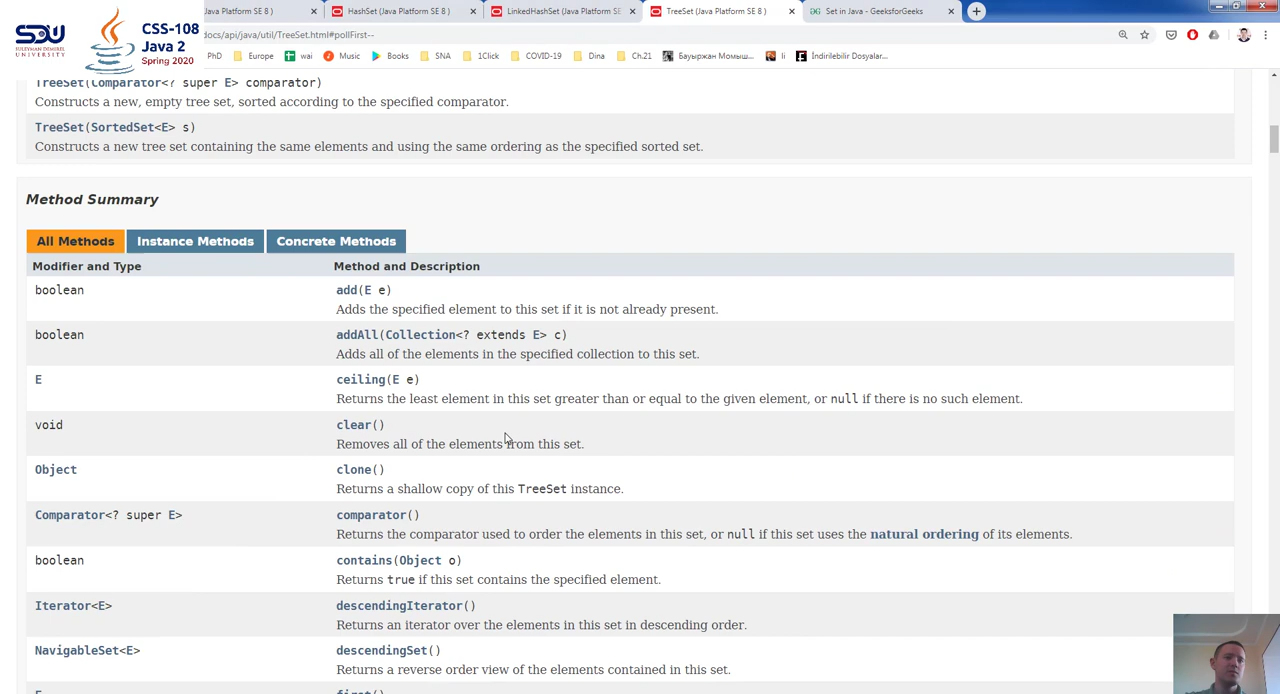 SDU
SULEYMAN DEMIREL
UNIVERSITY
Java
CSS-108
Java 2
Spring 2020
Java Platform SE 8 )
HashSet (Java Platform SE 8 )
LinkedHashSet (Java Platform SE
TreeSet (Java Platform SE 8 )
Set in Java - GeeksforGeeks
docs/api/java/util/TreeSet.html#pollFirst--
PhD
Europe
wai
Music
Books
SNA
1Click
COVID-19
Dina
Ch.21
Бауыржан Момыш...
li
İndirilebilir Dosyalar...
TreeSet(Comparator<? super E> comparator)
Constructs a new, empty tree set, sorted according to the specified comparator.
TreeSet(SortedSet<E> s)
Constructs a new tree set containing the same elements and using the same ordering as the specified sorted set.
Method Summary
All Methods Instance Methods Concrete Methods
Modifier and Type Method and Description
boolean add(E e)
Adds the specified element to this set if it is not already present.
boolean addAll(Collection<? extends E> c)
Adds all of the elements in the specified collection to this set.
E ceiling(E e)
Returns the least element in this set greater than or equal to the given element, or null if there is no such element.
void clear()
Removes all of the elements from this set.
Object clone()
Returns a shallow copy of this TreeSet instance.
Comparator<? super E> comparator()
Returns the comparator used to order the elements in this set, or null if this set uses the natural ordering of its elements.
boolean contains(Object o)
Returns true if this set contains the specified element.
Iterator<E> descendingIterator()
Returns an iterator over the elements in this set in descending order.
NavigableSet<E> descendingSet()
Returns a reverse order view of the elements contained in this set.
E first()